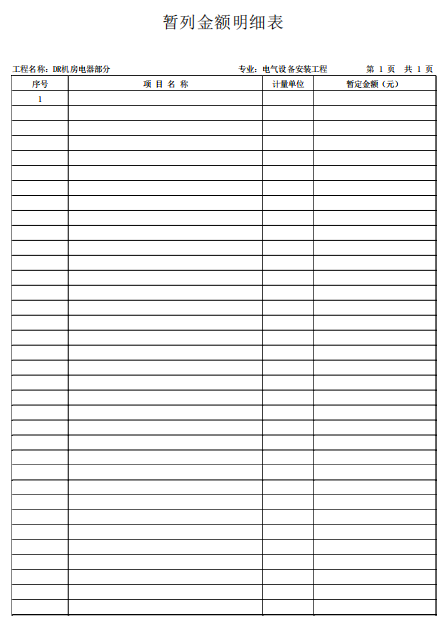 暂列金额明细表
工程名称：DR机房电器部分 专业：电气设备安装工程 第 1 页 共 1 页
序号 项 目 名 称 计量单位 暂定金额（元）
1